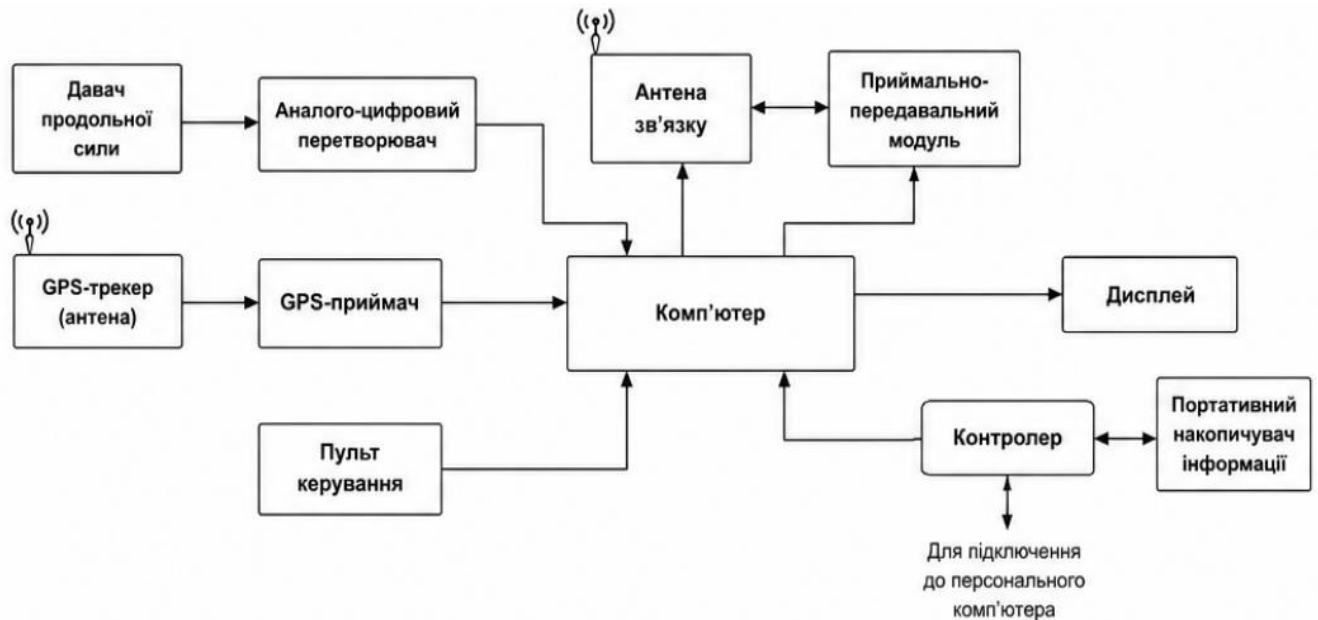 Давач
продольної
сили
Аналого-цифровий
перетворювач
Антена
зв’язку
Приймально-
передавальний
модуль
GPS-трекер
(антена)
GPS-приймач
Комп’ютер
Дисплей
Пульт
керування
Контролер
Портативний
накопичувач
інформації
Для підключення
до персонального
комп’ютера